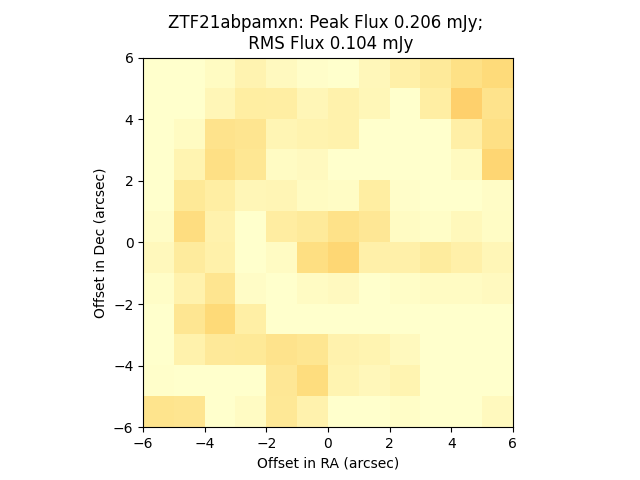 ZTF21abpamxn: Peak Flux 0.206 mJy;
RMS Flux 0.104 mJy
6
4
2
0
−2
−4
−6
Offset in Dec (arcsec)
−6 −4 −2 0 2 4 6
Offset in RA (arcsec)